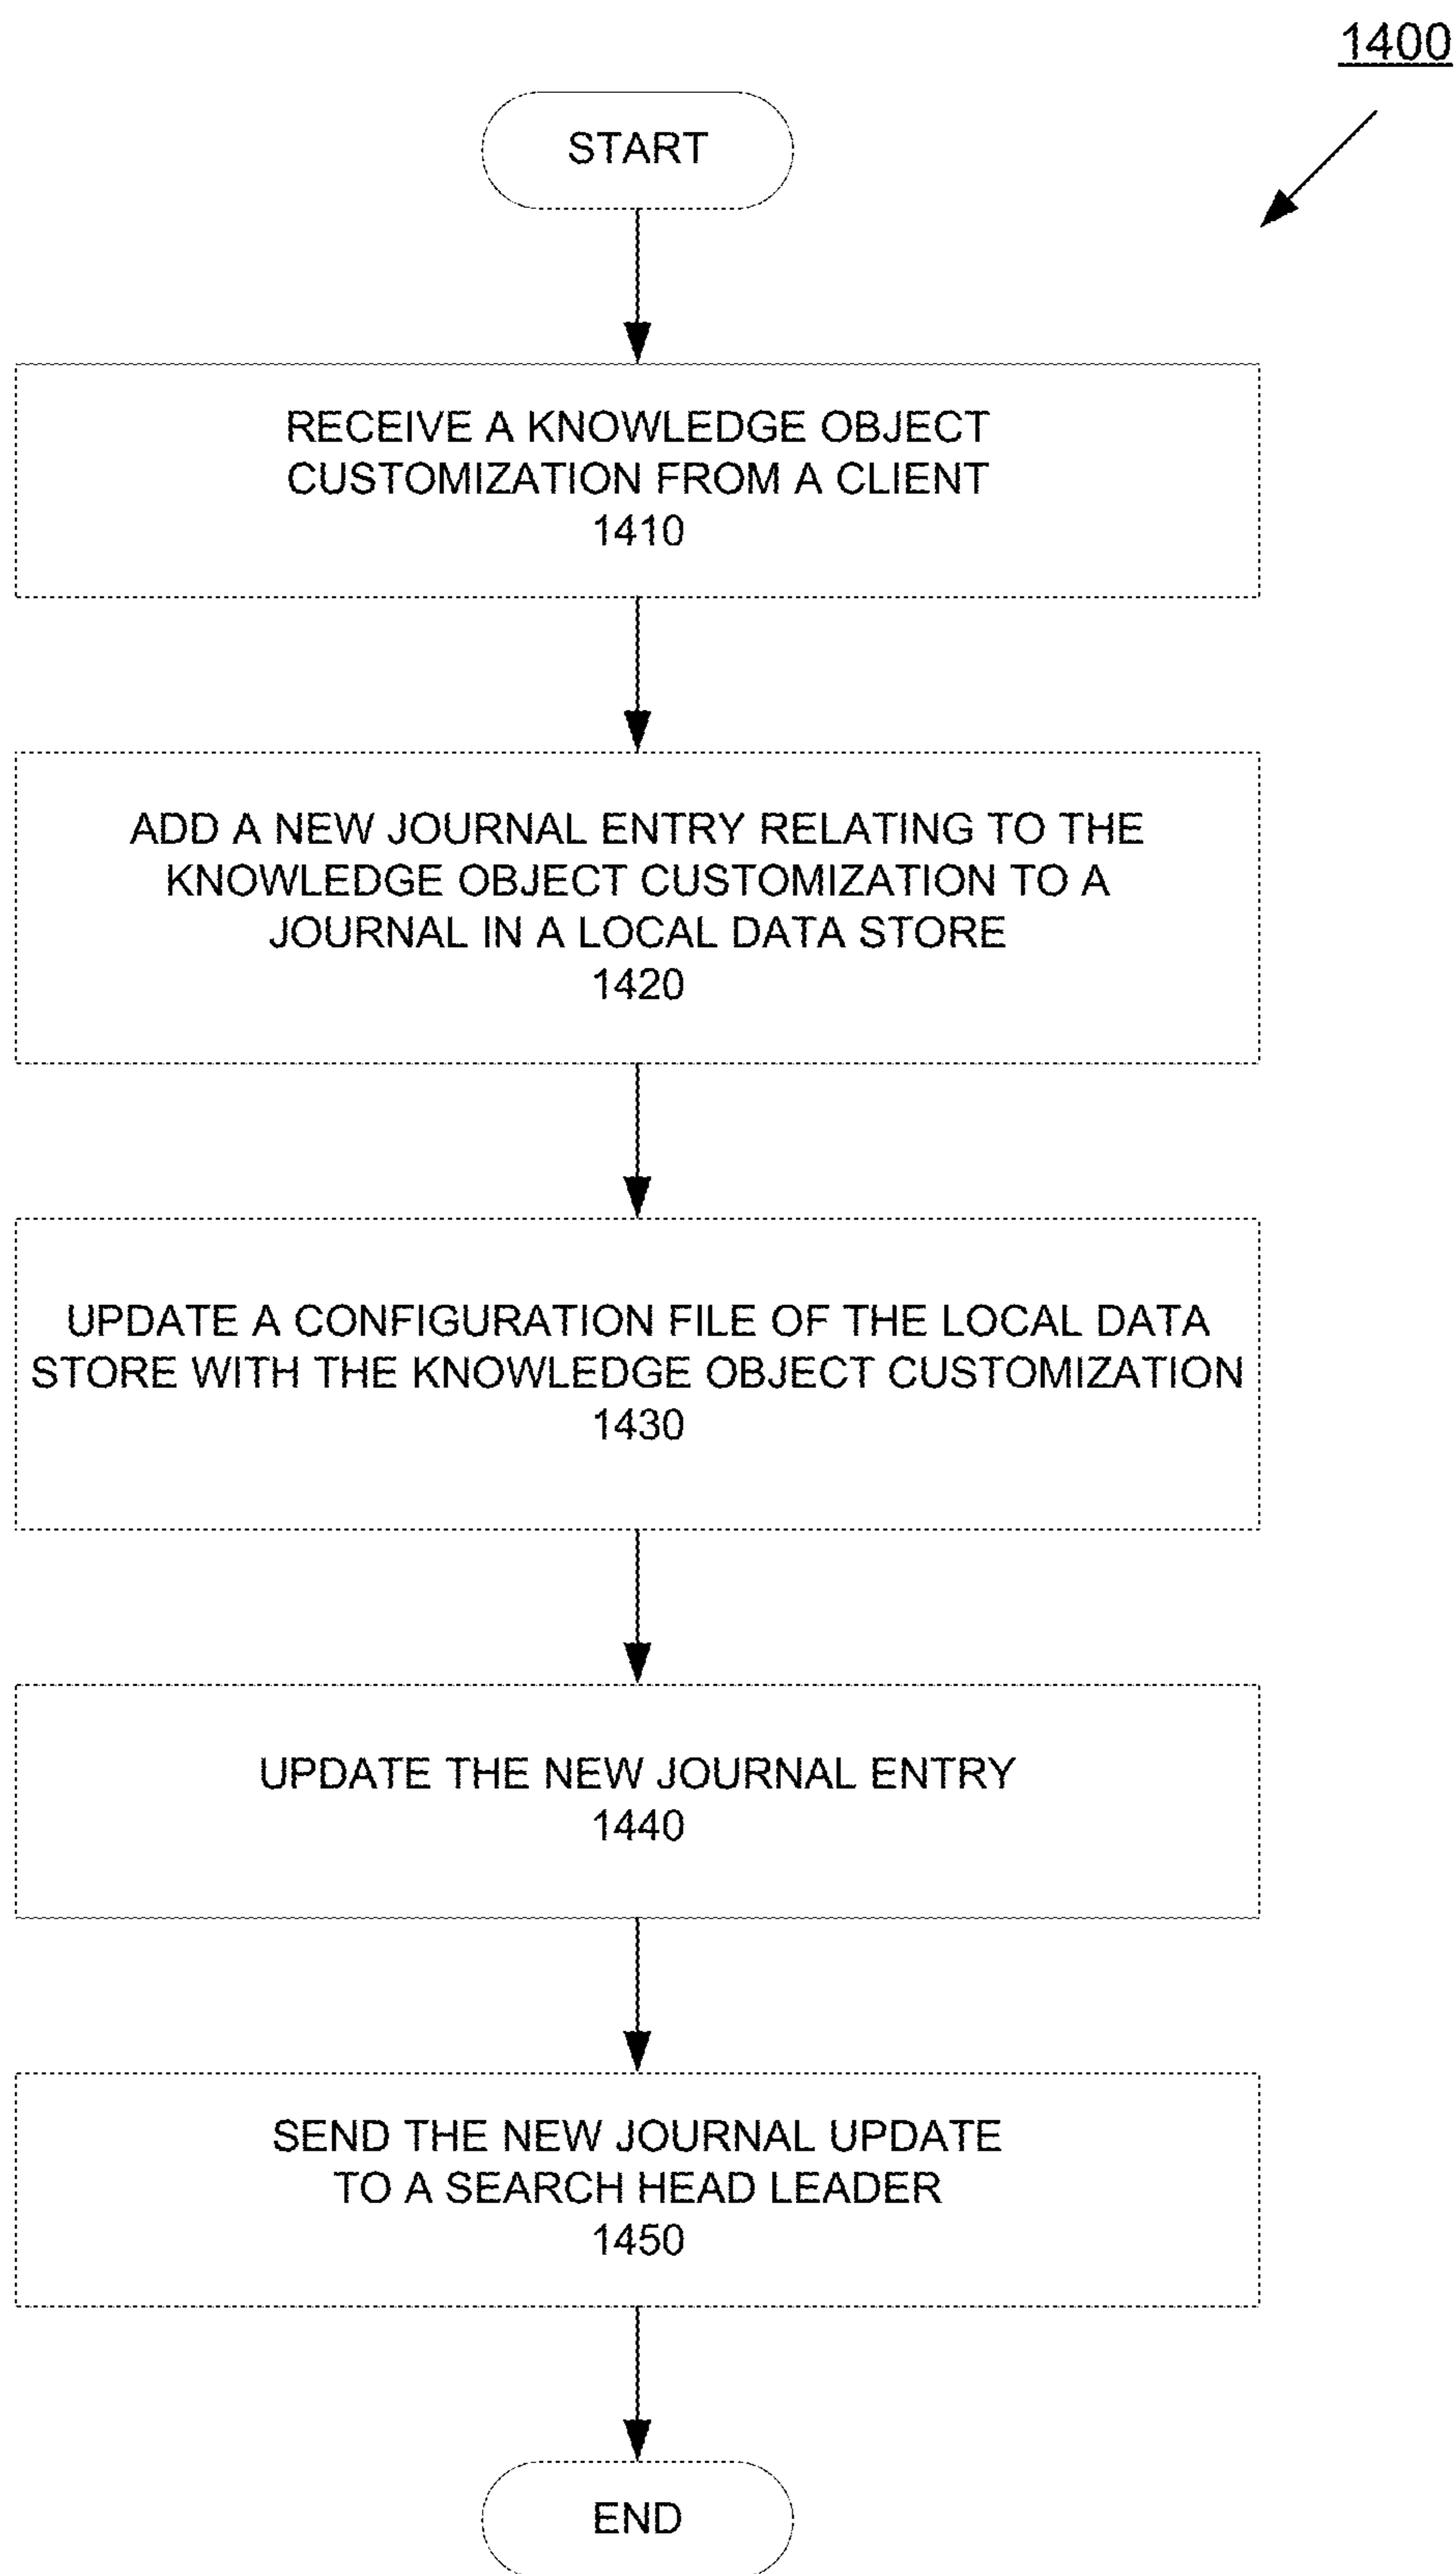 1400
START
RECEIVE A KNOWLEDGE OBJECT
CUSTOMIZATION FROM A CLIENT
1410
ADD A NEW JOURNAL ENTRY RELATING TO THE
KNOWLEDGE OBJECT CUSTOMIZATION TO A
JOURNAL IN A LOCAL DATA STORE
1420
UPDATE A CONFIGURATION FILE OF THE LOCAL DATA
STORE WITH THE KNOWLEDGE OBJECT CUSTOMIZATION
1430
UPDATE THE NEW JOURNAL ENTRY
1440
SEND THE NEW JOURNAL UPDATE
TO A SEARCH HEAD LEADER
1450
END